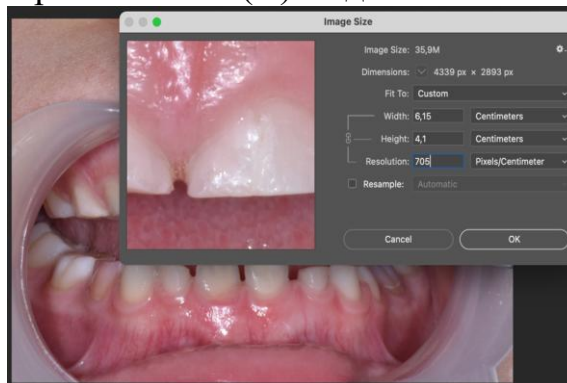 Image Size
Image Size: 35,9M
Dimensions: 4339 px × 2893 px
Fit To: Custom
Width: 6,15 Centimeters
Height: 4,1 Centimeters
Resolution: 705 Pixels/Centimeter
Resample: Automatic
Cancel OK